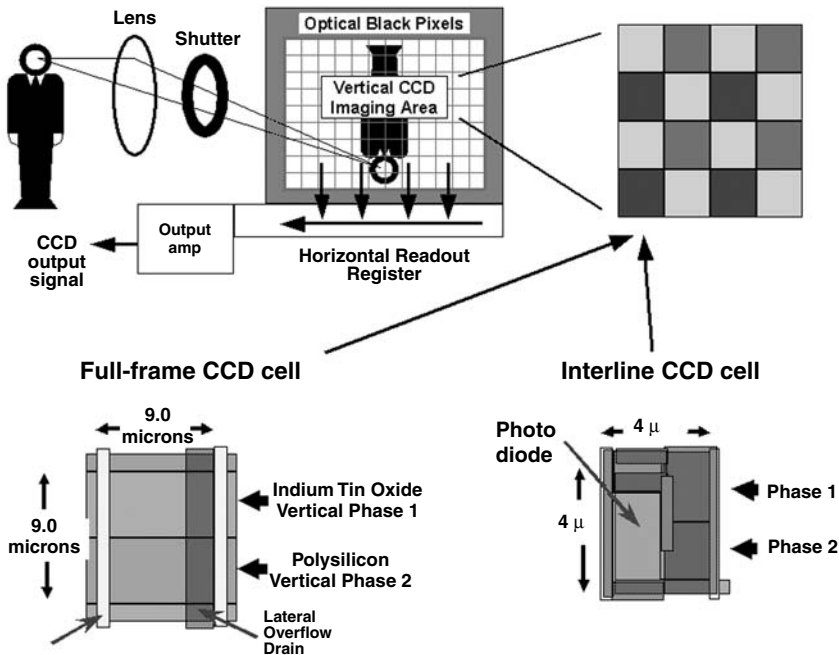 Lens
Shutter
Optical Black Pixels
Vertical CCD
Imaging Area
Output
amp
CCD
output
signal
Horizontal Readout
Register
Full-frame CCD cell
Interline CCD cell
9.0
microns
9.0
microns
Indium Tin Oxide
Vertical Phase 1
Polysilicon
Vertical Phase 2
Lateral
Overflow
Drain
Photo
diode
4 μ
4 μ
Phase 1
Phase 2